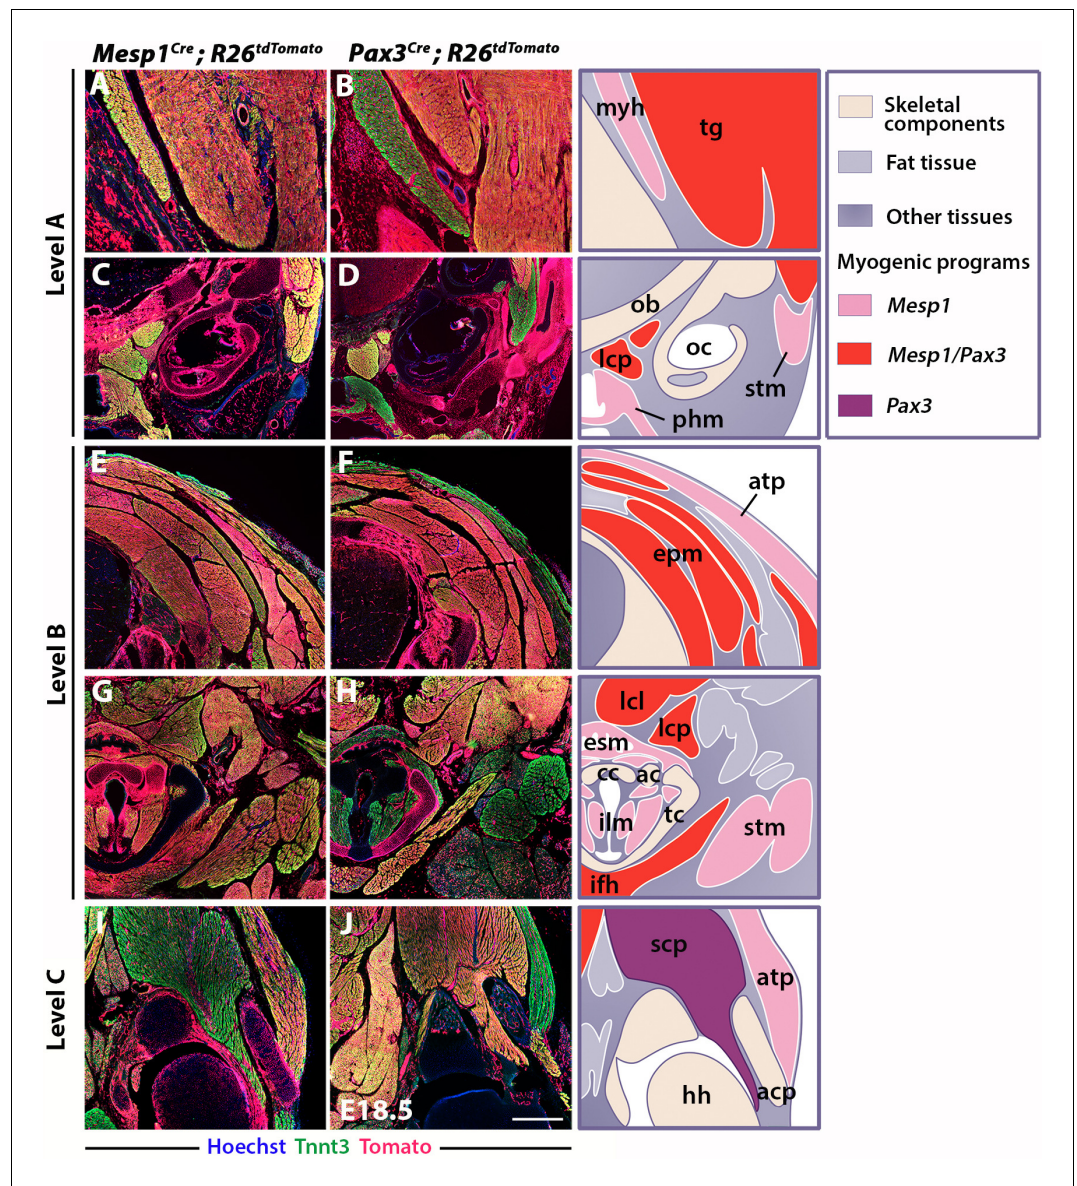 Mesp1Cre ; R26tdTomato
Pax3Cre ; R26tdTomato
Level A
A
B
myh
tg
C
D
ob
lcp
oc
stm
phm
Skeletal
components
Fat tissue
Other tissues
Myogenic programs
Mesp1
Mesp1/Pax3
Pax3
Level B
E
F
atp
epm
G
H
lcl
lcp
esm
cc
ac
tc
ilm
stm
ifh
Level C
I
J
E18.5
scp
atp
hh
acp
Hoechst Tnnt3 Tomato